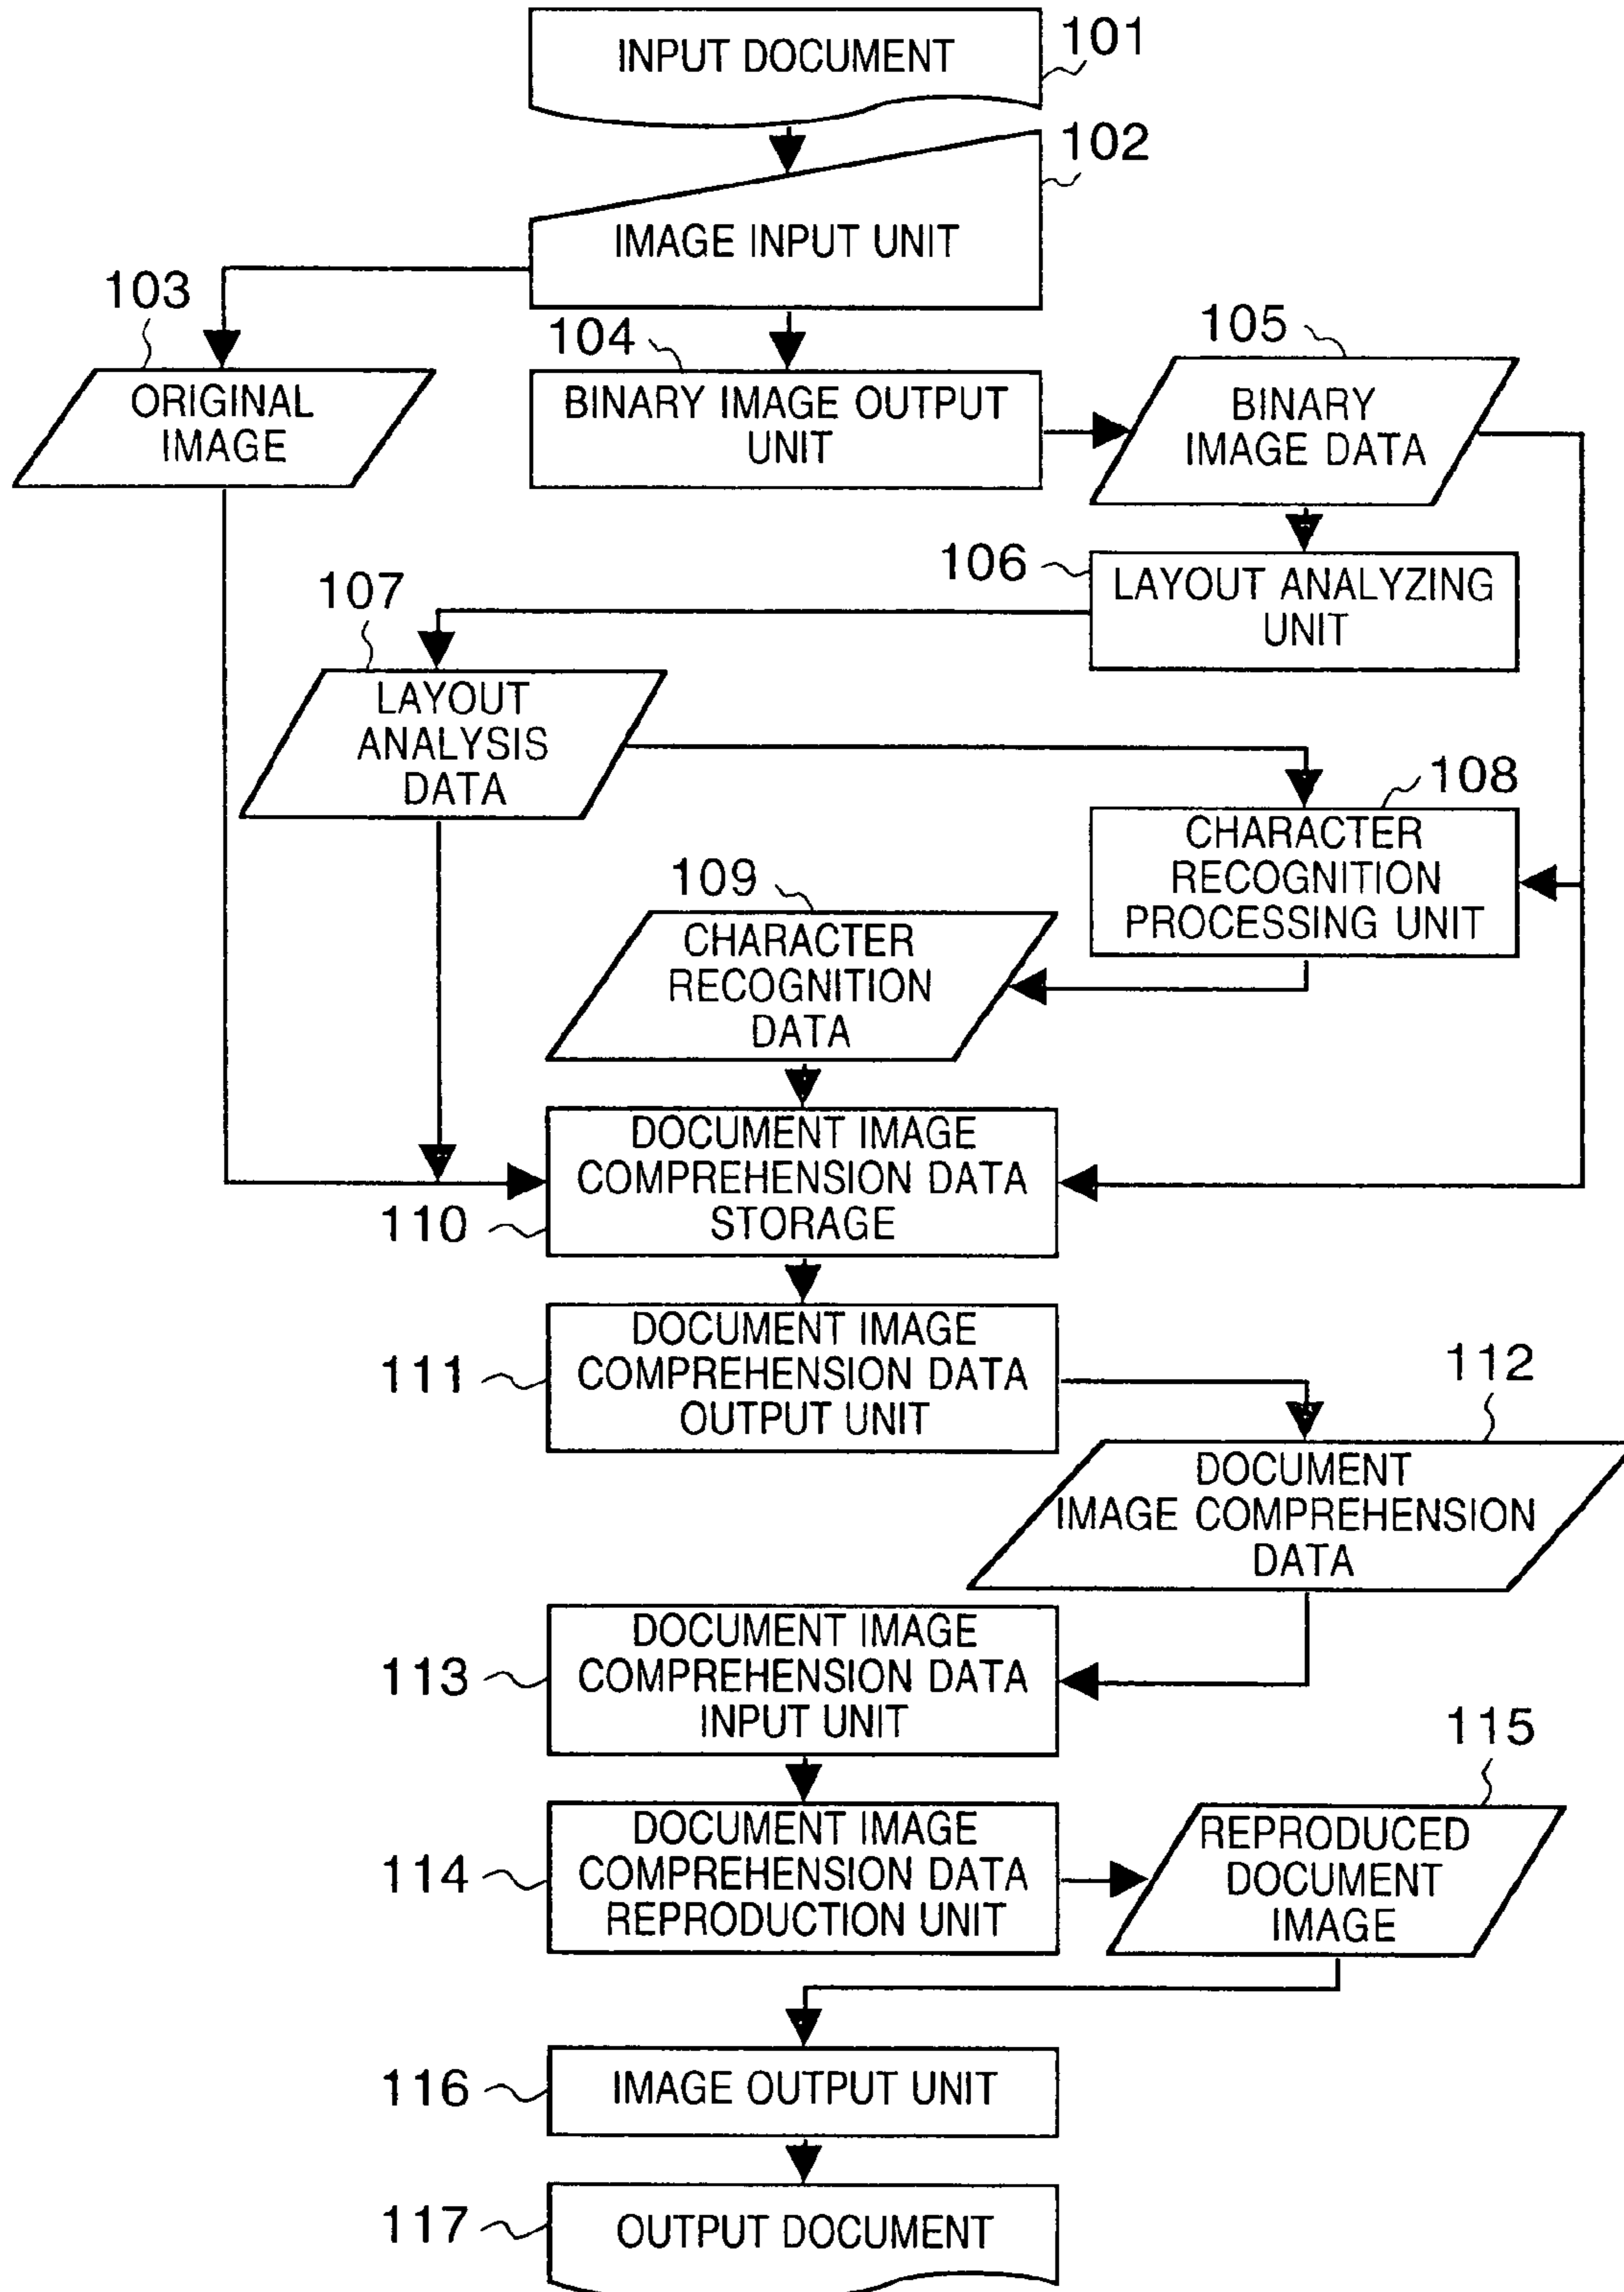 INPUT DOCUMENT
101
102
IMAGE INPUT UNIT
103
ORIGINAL
IMAGE
104
BINARY IMAGE OUTPUT
UNIT
105
BINARY
IMAGE DATA
106
LAYOUT ANALYZING
UNIT
107
LAYOUT
ANALYSIS
DATA
108
CHARACTER
RECOGNITION
PROCESSING UNIT
109
CHARACTER
RECOGNITION
DATA
DOCUMENT IMAGE
COMPREHENSION DATA
STORAGE
110
DOCUMENT IMAGE
COMPREHENSION DATA
OUTPUT UNIT
111
112
DOCUMENT
IMAGE COMPREHENSION
DATA
DOCUMENT IMAGE
COMPREHENSION DATA
INPUT UNIT
113
DOCUMENT IMAGE
COMPREHENSION DATA
REPRODUCTION UNIT
114
115
REPRODUCED
DOCUMENT
IMAGE
116
IMAGE OUTPUT UNIT
117
OUTPUT DOCUMENT